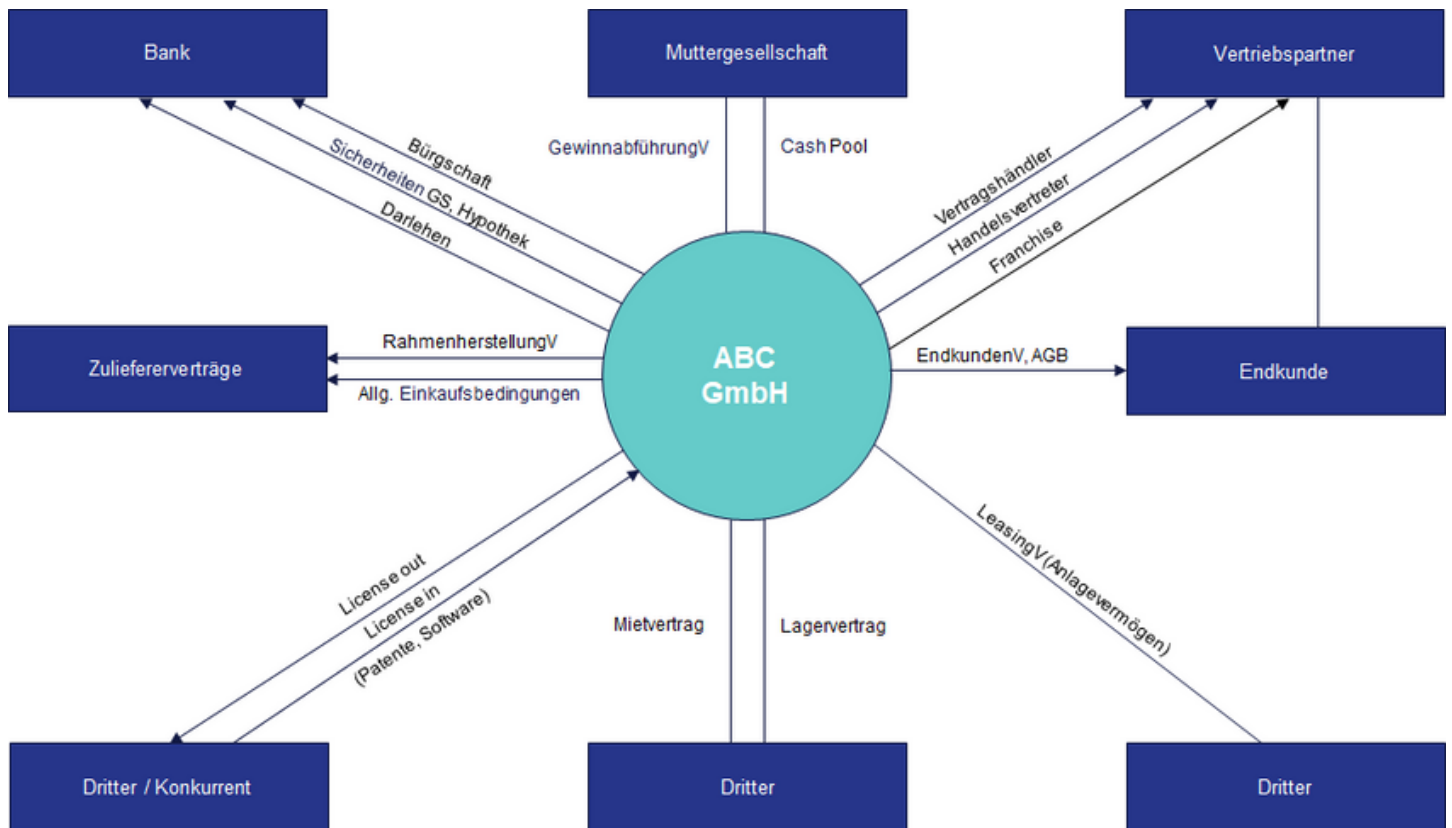 Bank
Muttergesellschaft
Vertriebspartner
Bürgschaft
Sicherheiten GS, Hypothek
Darlehen
GewinnabführungV
Cash Pool
Vertragshändler
Handelsvertreter
Franchise
Zuliefererverträge
RahmenherstellungV
Allg. Einkaufsbedingungen
ABC
GmbH
EndkundenV, AGB
Endkunde
License out
License in
(Patente, Software)
Mietvertrag
Lagervertrag
LeasingV (Anlagevermögen)
Dritter / Konkurrent
Dritter
Dritter